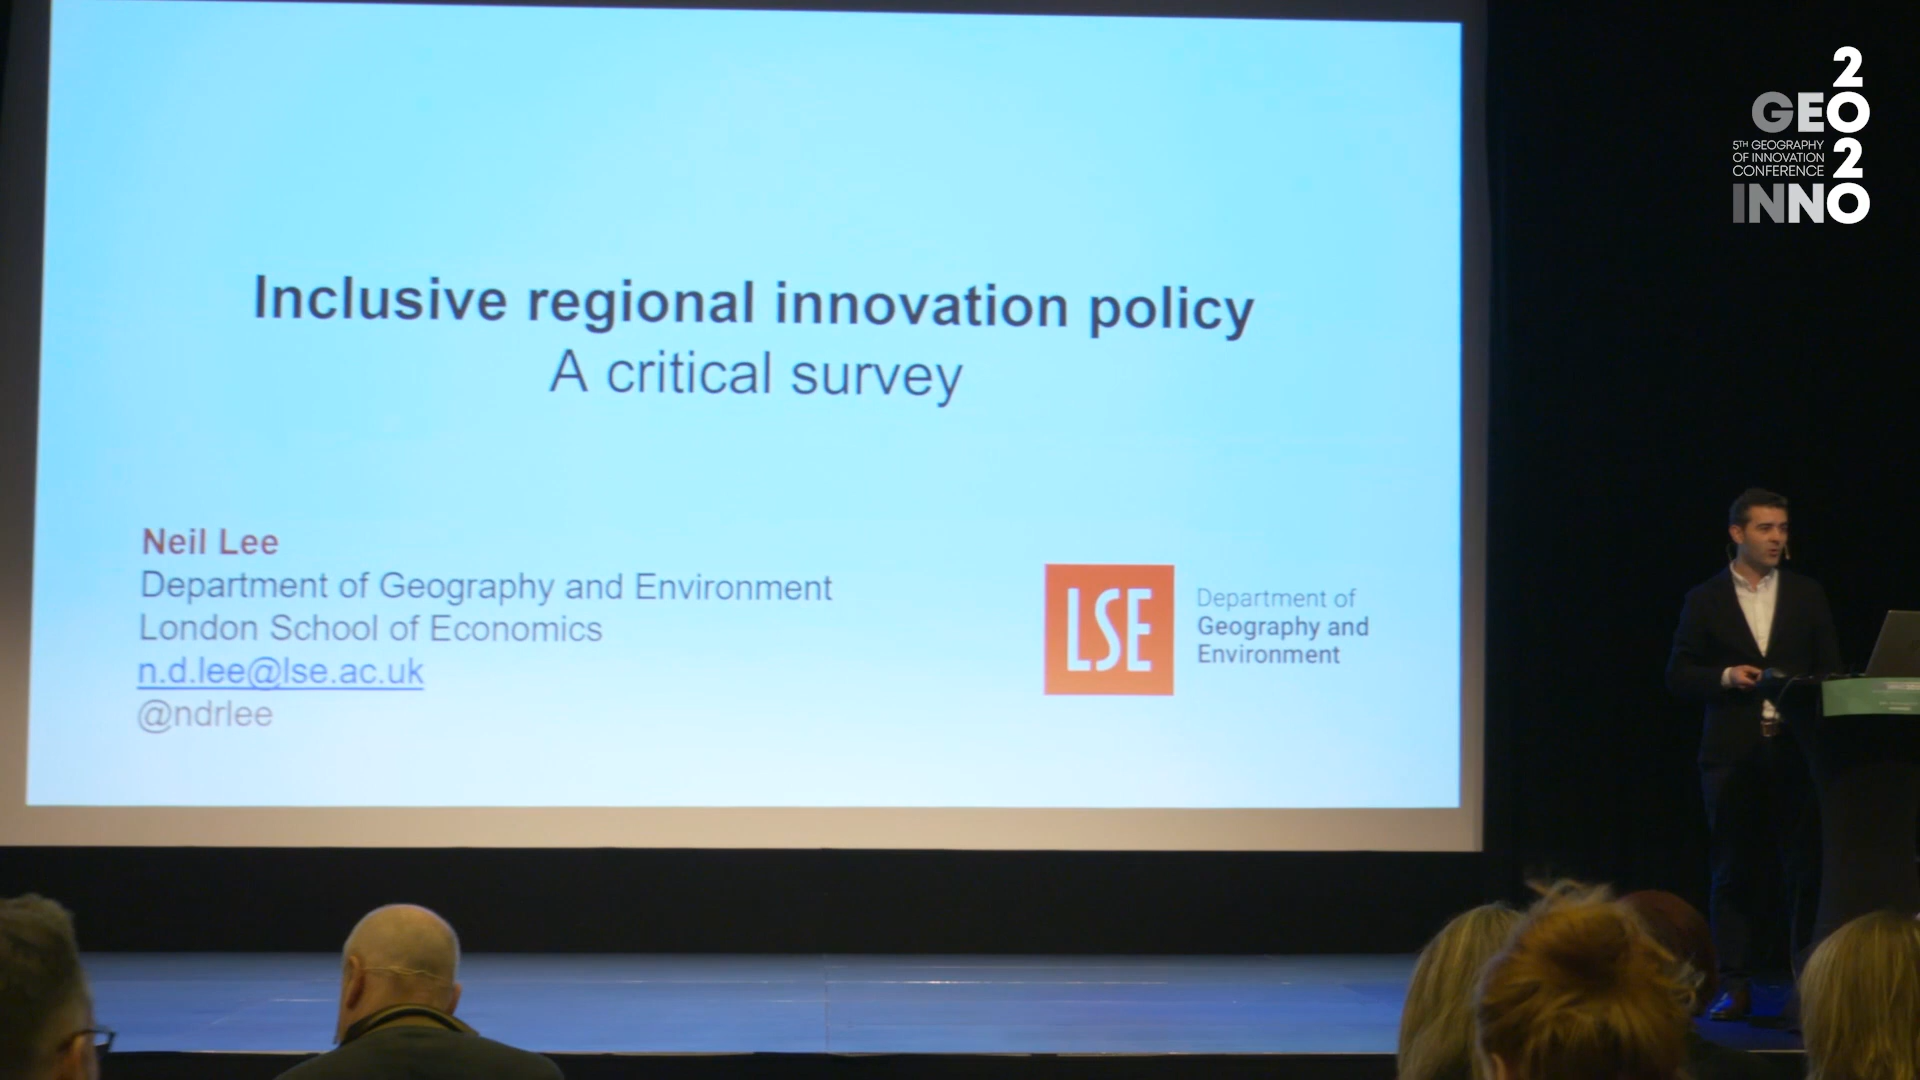 Inclusive regional innovation policy
A critical survey
Neil Lee
Department of Geography and Environment
London School of Economics
n.d.lee@lse.ac.uk
@ndrlee
LSE
Department of
Geography and
Environment
2
GEO
5TH GEOGRAPHY
OF INNOVATION
CONFERENCE
2
INNO